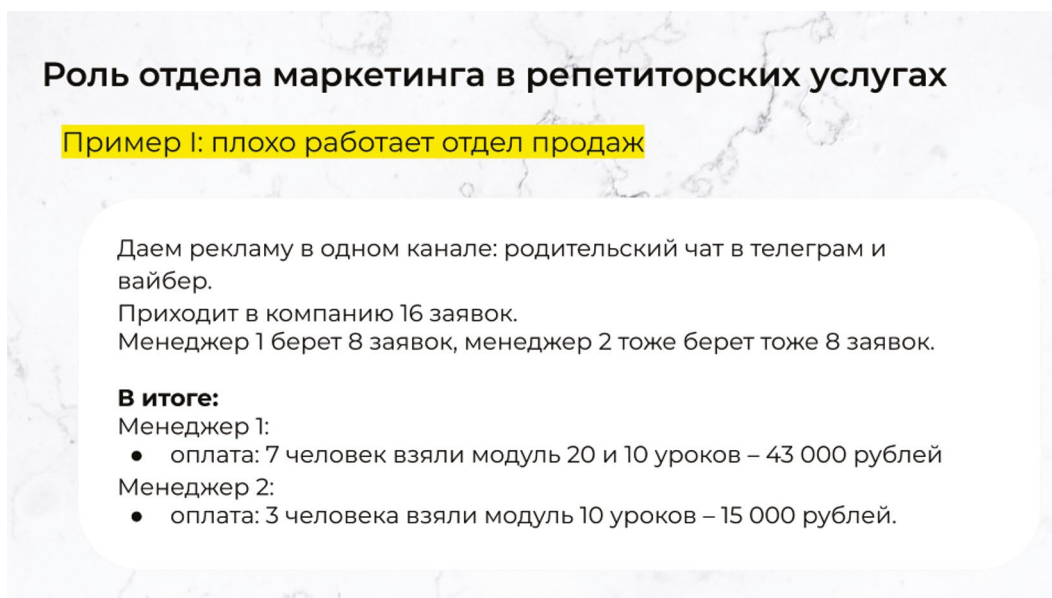 Роль отдела маркетинга в репетиторских услугах
Пример I: плохо работает отдел продаж
Даем рекламу в одном канале: родительский чат в телеграм и
вайбер.
Приходит в компанию 16 заявок.
Менеджер 1 берет 8 заявок, менеджер 2 тоже берет тоже 8 заявок.
В итоге:
Менеджер 1:
● оплата: 7 человек взяли модуль 20 и 10 уроков – 43 000 рублей
Менеджер 2:
● оплата: 3 человека взяли модуль 10 уроков – 15 000 рублей.